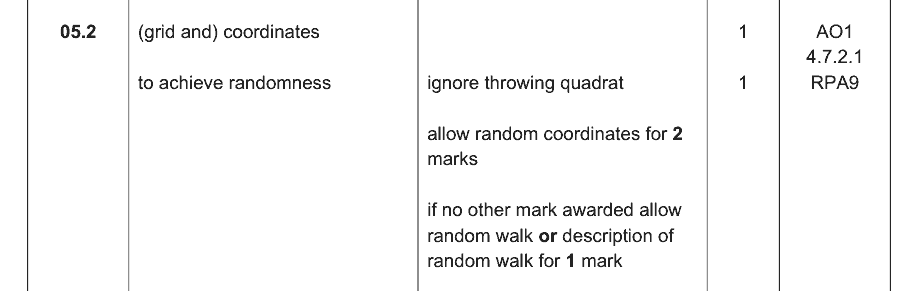 05.2 (grid and) coordinates 1 AO1
4.7.2.1
to achieve randomness ignore throwing quadrat 1 RPA9
allow random coordinates for 2
marks
if no other mark awarded allow
random walk or description of
random walk for 1 mark